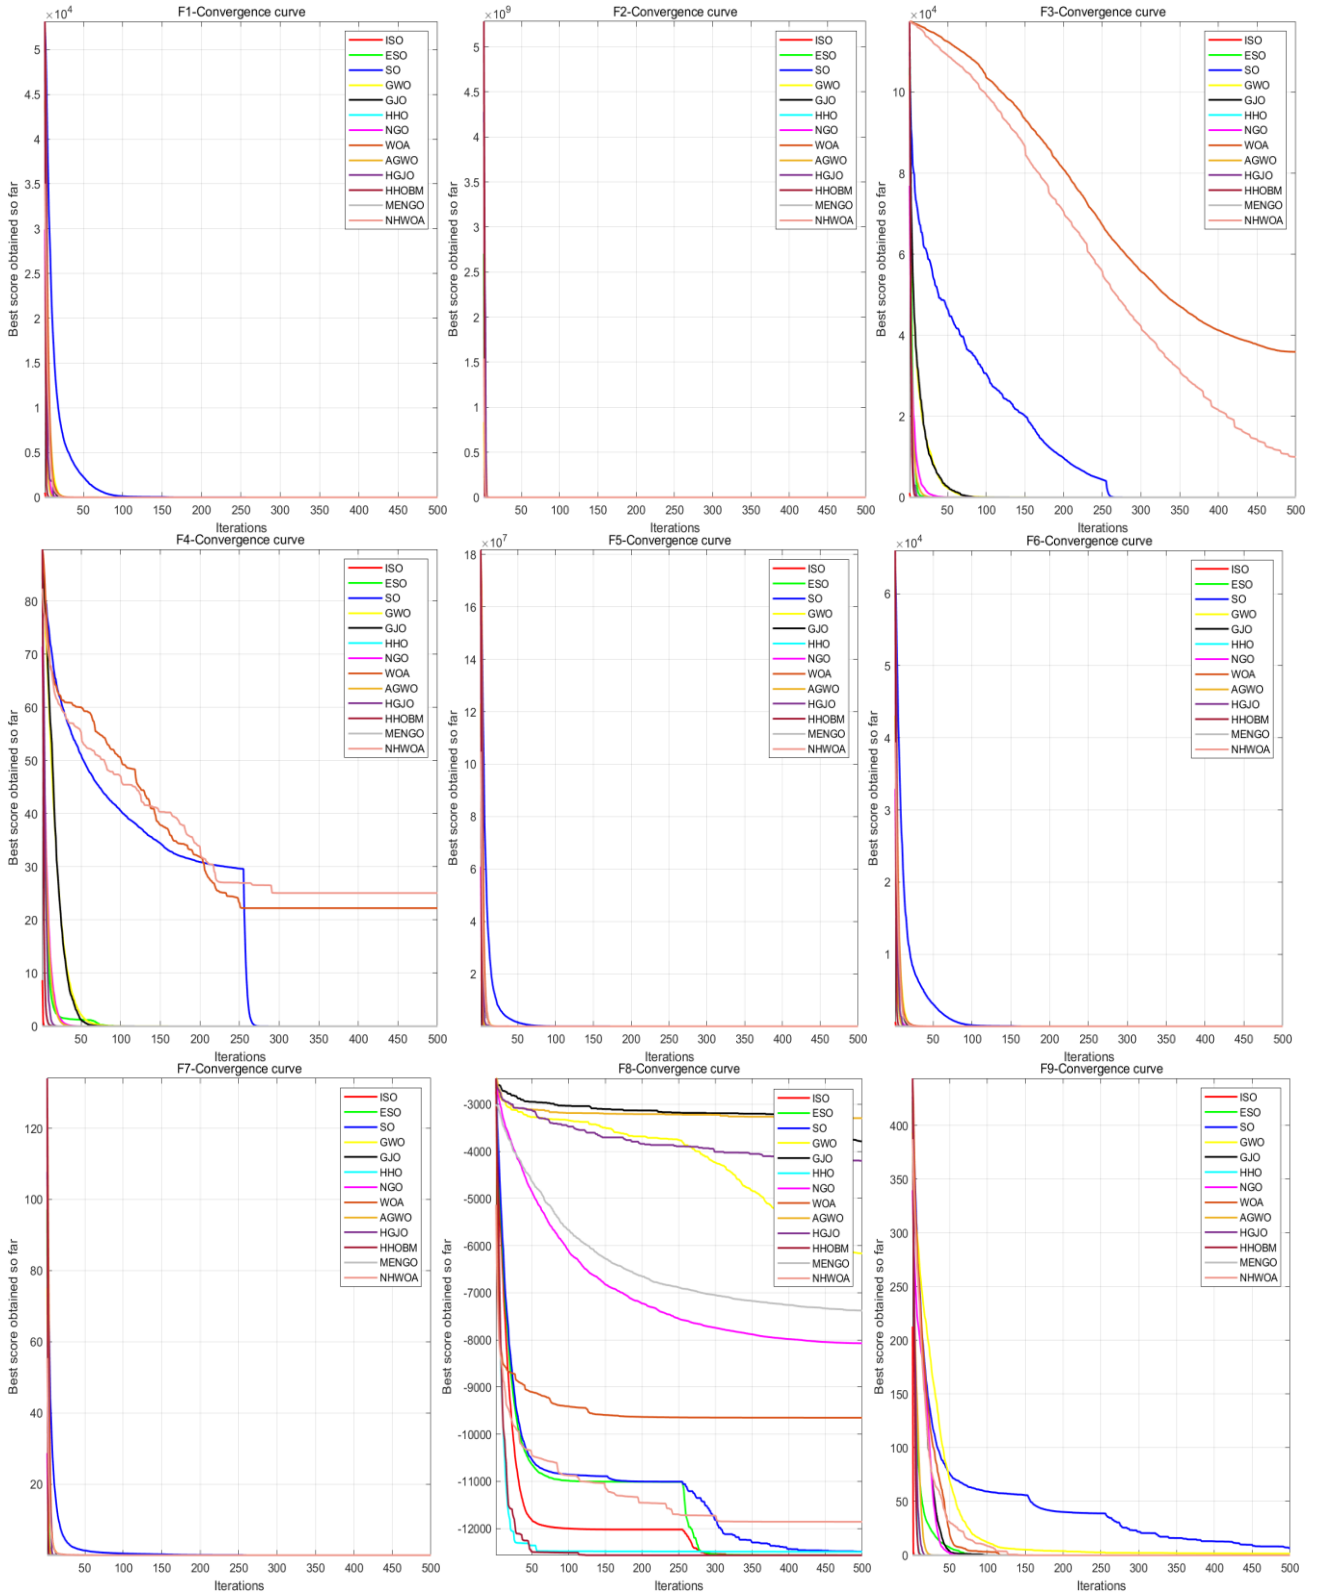 F1-Convergence curve
×10^4
5
4.5
4
3.5
3
2.5
2
1.5
1
0.5
0
50 100 150 200 250 300 350 400 450 500
Iterations
Best score obtained so far
ISO
ESO
SO
GWO
GJO
HHO
NGO
WOA
AGWO
HGJO
HHOBM
MENGO
NHWOA
F2-Convergence curve
×10^9
5
4.5
4
3.5
3
2.5
2
1.5
1
0.5
0
50 100 150 200 250 300 350 400 450 500
Iterations
Best score obtained so far
ISO
ESO
SO
GWO
GJO
HHO
NGO
WOA
AGWO
HGJO
HHOBM
MENGO
NHWOA
F3-Convergence curve
×10^4
10
8
6
4
2
0
50 100 150 200 250 300 350 400 450 500
Iterations
Best score obtained so far
ISO
ESO
SO
GWO
GJO
HHO
NGO
WOA
AGWO
HGJO
HHOBM
MENGO
NHWOA
F4-Convergence curve
80
70
60
50
40
30
20
10
0
50 100 150 200 250 300 350 400 450 500
Iterations
Best score obtained so far
ISO
ESO
SO
GWO
GJO
HHO
NGO
WOA
AGWO
HGJO
HHOBM
MENGO
NHWOA
F5-Convergence curve
×10^7
18
16
14
12
10
8
6
4
2
50 100 150 200 250 300 350 400 450 500
Iterations
Best score obtained so far
ISO
ESO
SO
GWO
GJO
HHO
NGO
WOA
AGWO
HGJO
HHOBM
MENGO
NHWOA
F6-Convergence curve
×10^4
6
5
4
3
2
1
50 100 150 200 250 300 350 400 450 500
Iterations
Best score obtained so far
ISO
ESO
SO
GWO
GJO
HHO
NGO
WOA
AGWO
HGJO
HHOBM
MENGO
NHWOA
F7-Convergence curve
120
100
80
60
40
20
50 100 150 200 250 300 350 400 450 500
Iterations
Best score obtained so far
ISO
ESO
SO
GWO
GJO
HHO
NGO
WOA
AGWO
HGJO
HHOBM
MENGO
NHWOA
F8-Convergence curve
-3000
-4000
-5000
-6000
-7000
-8000
-9000
-10000
-11000
-12000
50 100 150 200 250 300 350 400 450 500
Iterations
Best score obtained so far
ISO
ESO
SO
GWO
GJO
HHO
NGO
WOA
AGWO
HGJO
HHOBM
MENGO
NHWOA
F9-Convergence curve
400
350
300
250
200
150
100
50
0
50 100 150 200 250 300 350 400 450 500
Iterations
Best score obtained so far
ISO
ESO
SO
GWO
GJO
HHO
NGO
WOA
AGWO
HGJO
HHOBM
MENGO
NHWOA